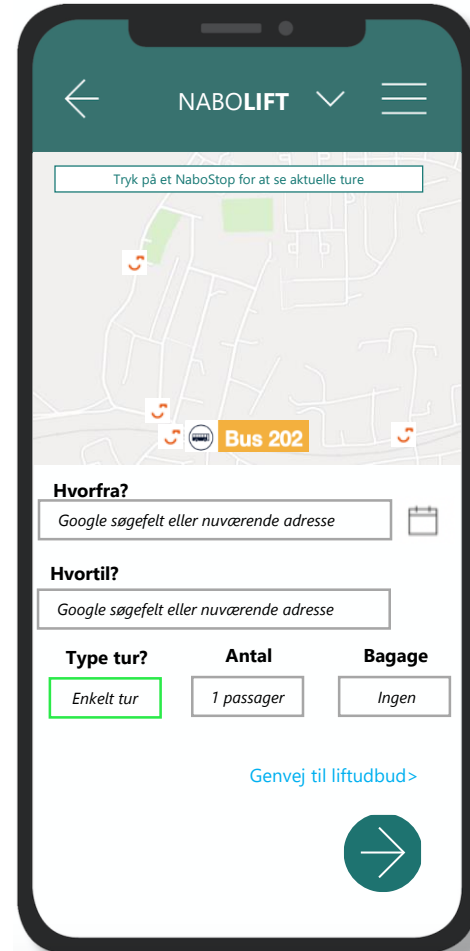 NABOLIFT
Tryk på et NaboStop for at se aktuelle ture
Bus 202
Hvorfra?
Google søgefelt eller nuværende adresse
Hvortil?
Google søgefelt eller nuværende adresse
Type tur? Antal Bagage
Enkelt tur 1 passager Ingen
Genvej til liftudbud>